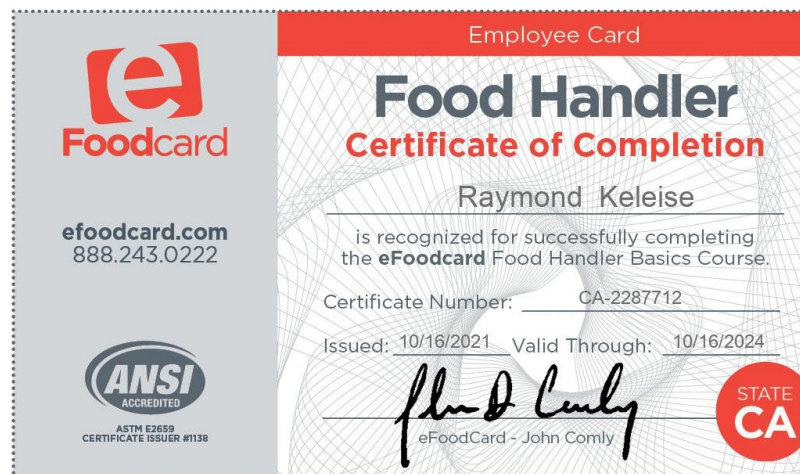 e
Foodcard
efoodcard.com
888.243.0222
ANSI
ACCREDITED
ASTM E2659
CERTIFICATE ISSUER #1138
Employee Card
Food Handler
Certificate of Completion
Raymond Keleise
is recognized for successfully completing
the eFoodcard Food Handler Basics Course.
Certificate Number: CA-2287712
Issued: 10/16/2021 Valid Through: 10/16/2024
John D Comly
eFoodCard - John Comly
STATE
CA